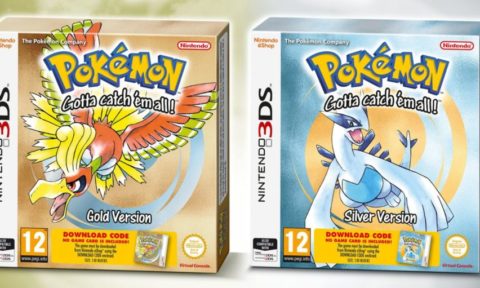 The Pokémon Company
Nintendo
eShop
Nintendo
POKéMON
Gotta catch 'em all!
NINTENDO 3DS
Gold Version
12
www.pegi.info
DOWNLOAD CODE
NO GAME CARD IS INCLUDED!
Virtual Console
Nintendo
eShop
The Pokémon Company
Nintendo
POKéMON
Gotta catch 'em all!
NINTENDO 3DS
Silver Version
12
www.pegi.info
DOWNLOAD CODE
NO GAME CARD IS INCLUDED!
Virtual Console